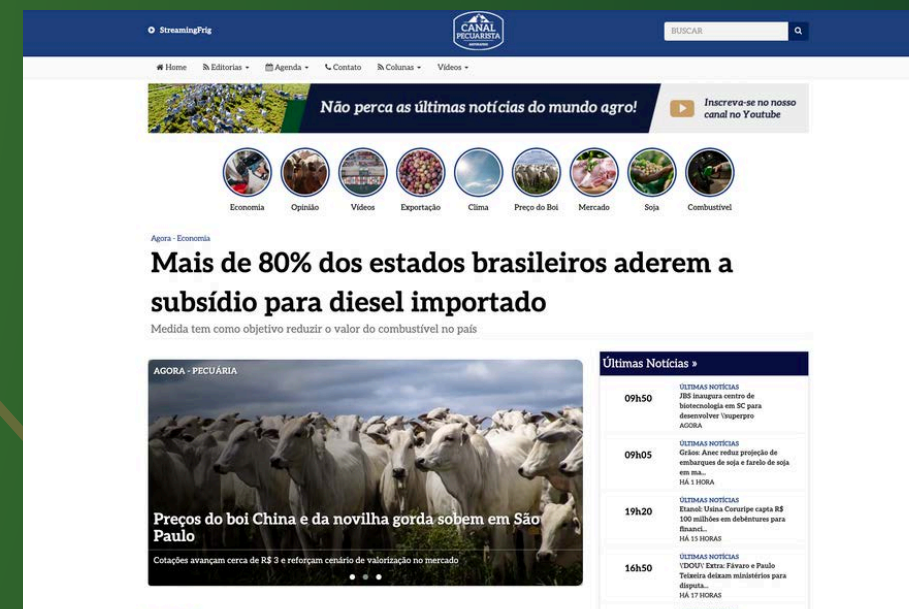 StreamingFrig
CANAL
PECUARISTA
BUSCAR
Home Editorias Agenda Contato Colunas Vídeos
Não perca as últimas notícias do mundo agro!
Inscreva-se no nosso
canal no Youtube
Economia Opinião Vídeos Exportação Clima Preço do Boi Mercado Soja Combustível
Agora - Economia
Mais de 80% dos estados brasileiros aderem a
subsídio para diesel importado
Medida tem como objetivo reduzir o valor do combustível no país
AGORA - PECUÁRIA
Preços do boi China e da novilha gorda sobem em São
Paulo
Cotações avançam cerca de R$ 3 e reforçam cenário de valorização no mercado
Últimas Notícias »
09h50
ÚLTIMAS NOTÍCIAS
JBS inaugura centro de
biotecnologia em SC para
desenvolver \'superpro
AGORA
09h05
ÚLTIMAS NOTÍCIAS
Grãos: Anec reduz projeção de
embarques de soja e farelo de soja
em ma...
HÁ 1 HORA
19h20
ÚLTIMAS NOTÍCIAS
Etanol: Usina Coruripe capta R$
100 milhões em debêntures para
financi...
HÁ 15 HORAS
16h50
ÚLTIMAS NOTÍCIAS
\'DOU\' Extra: Fávaro e Paulo
Teixeira deixam ministérios para
disputa...
HÁ 17 HORAS